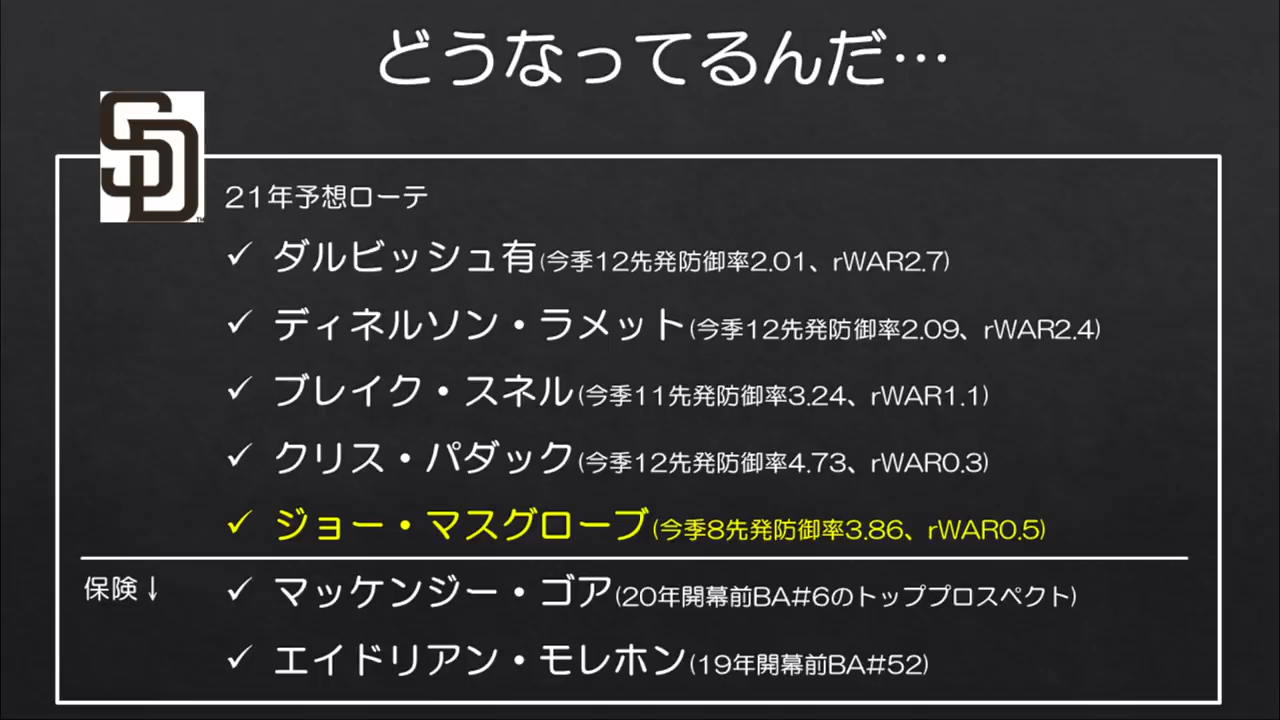 どうなってるんだ…
SD
TM
21年予想ローテ
✓ ダルビッシュ有(今季12先発防御率2.01、rWAR2.7)
✓ ディネルソン・ラメット(今季12先発防御率2.09、rWAR2.4)
✓ ブレイク・スネル(今季11先発防御率3.24、rWAR1.1)
✓ クリス・パダック(今季12先発防御率4.73、rWAR0.3)
✓ ジョー・マスグローブ(今季8先発防御率3.86、rWAR0.5)
保険↓
✓ マッケンジー・ゴア(20年開幕前BA#6のトッププロスペクト)
✓ エイドリアン・モレホン(19年開幕前BA#52)